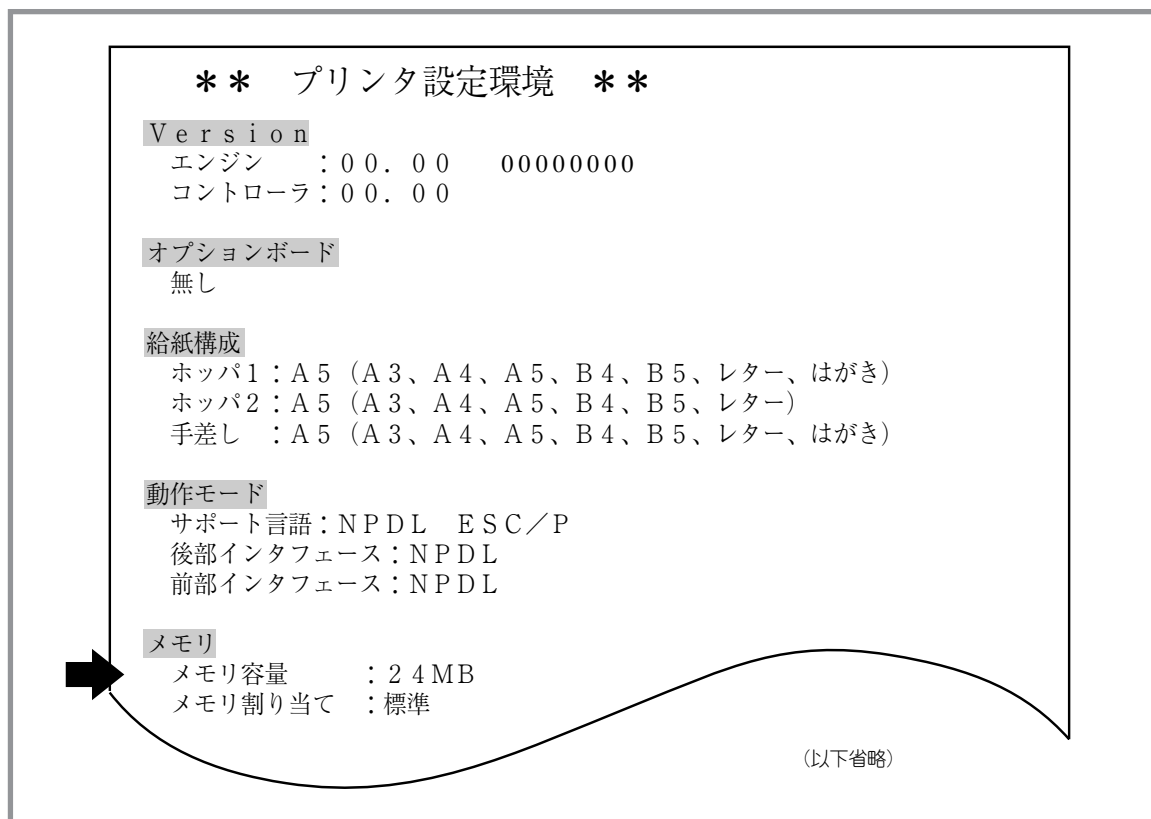 ＊＊　プリンタ設定環境　＊＊
Ｖｅｒｓｉｏｎ
エンジン　　：００．００　00000000
コントローラ：００．００
オプションボード
無し
給紙構成
ホッパ１：Ａ５（Ａ３、Ａ４、Ａ５、Ｂ４、Ｂ５、レター、はがき）
ホッパ２：Ａ５（Ａ３、Ａ４、Ａ５、Ｂ４、Ｂ５、レター）
手差し　：Ａ５（Ａ３、Ａ４、Ａ５、Ｂ４、Ｂ５、レター、はがき）
動作モード
サポート言語：ＮＰＤＬ　ＥＳＣ／Ｐ
後部インタフェース：ＮＰＤＬ
前部インタフェース：ＮＰＤＬ
メモリ
メモリ容量　　　：２４ＭＢ
メモリ割り当て　：標準
（以下省略）